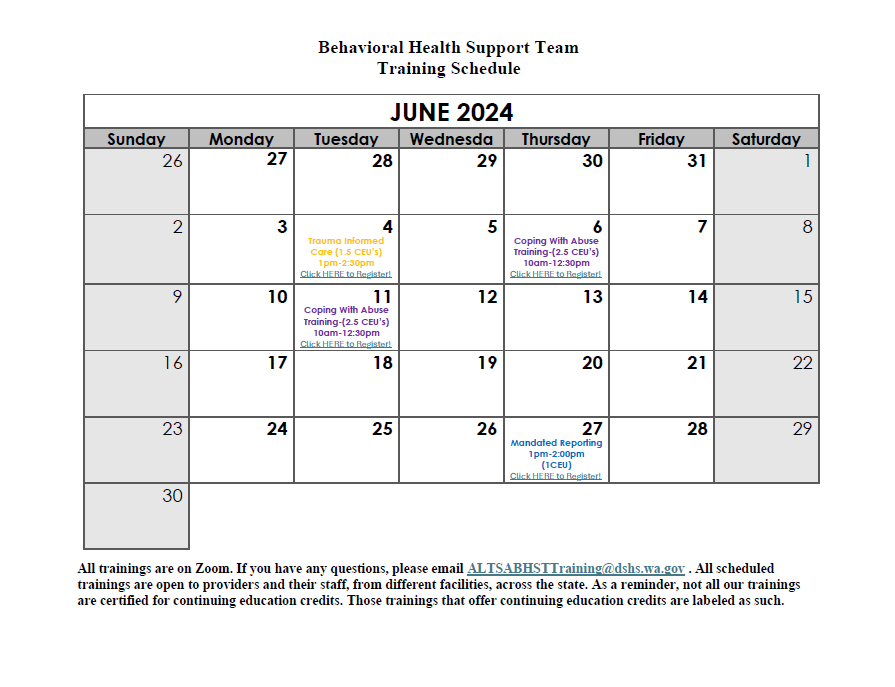 Behavioral Health Support Team
Training Schedule
JUNE 2024
Sunday Monday Tuesday Wednesda Thursday Friday Saturday
26 27 28 29 30 31 1
2 3 4 5 6 7 8
Trauma Informed
Care (1.5 CEU's)
1pm-2:30pm
Click HERE to Register!
Coping With Abuse
Training-(2.5 CEU's)
10am-12:30pm
Click HERE to Register!
9 10 11 12 13 14 15
Coping With Abuse
Training-(2.5 CEU's)
10am-12:30pm
Click HERE to Register!
16 17 18 19 20 21 22
23 24 25 26 27 28 29
Mandated Reporting
1pm-2:00pm
(1CEU)
Click HERE to Register!
30
All trainings are on Zoom. If you have any questions, please email ALTSABHSTTraining@dshs.wa.gov . All scheduled
trainings are open to providers and their staff, from different facilities, across the state. As a reminder, not all our trainings
are certified for continuing education credits. Those trainings that offer continuing education credits are labeled as such.